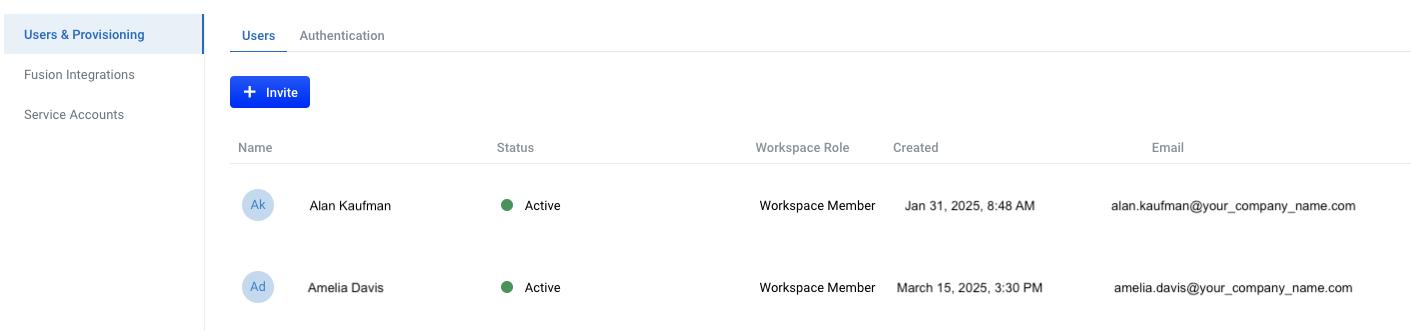 Users & Provisioning
Fusion Integrations
Service Accounts
Users Authentication
+ Invite
Name Status Workspace Role Created Email
Ak Alan Kaufman Active Workspace Member Jan 31, 2025, 8:48 AM alan.kaufman@your_company_name.com
Ad Amelia Davis Active Workspace Member March 15, 2025, 3:30 PM amelia.davis@your_company_name.com